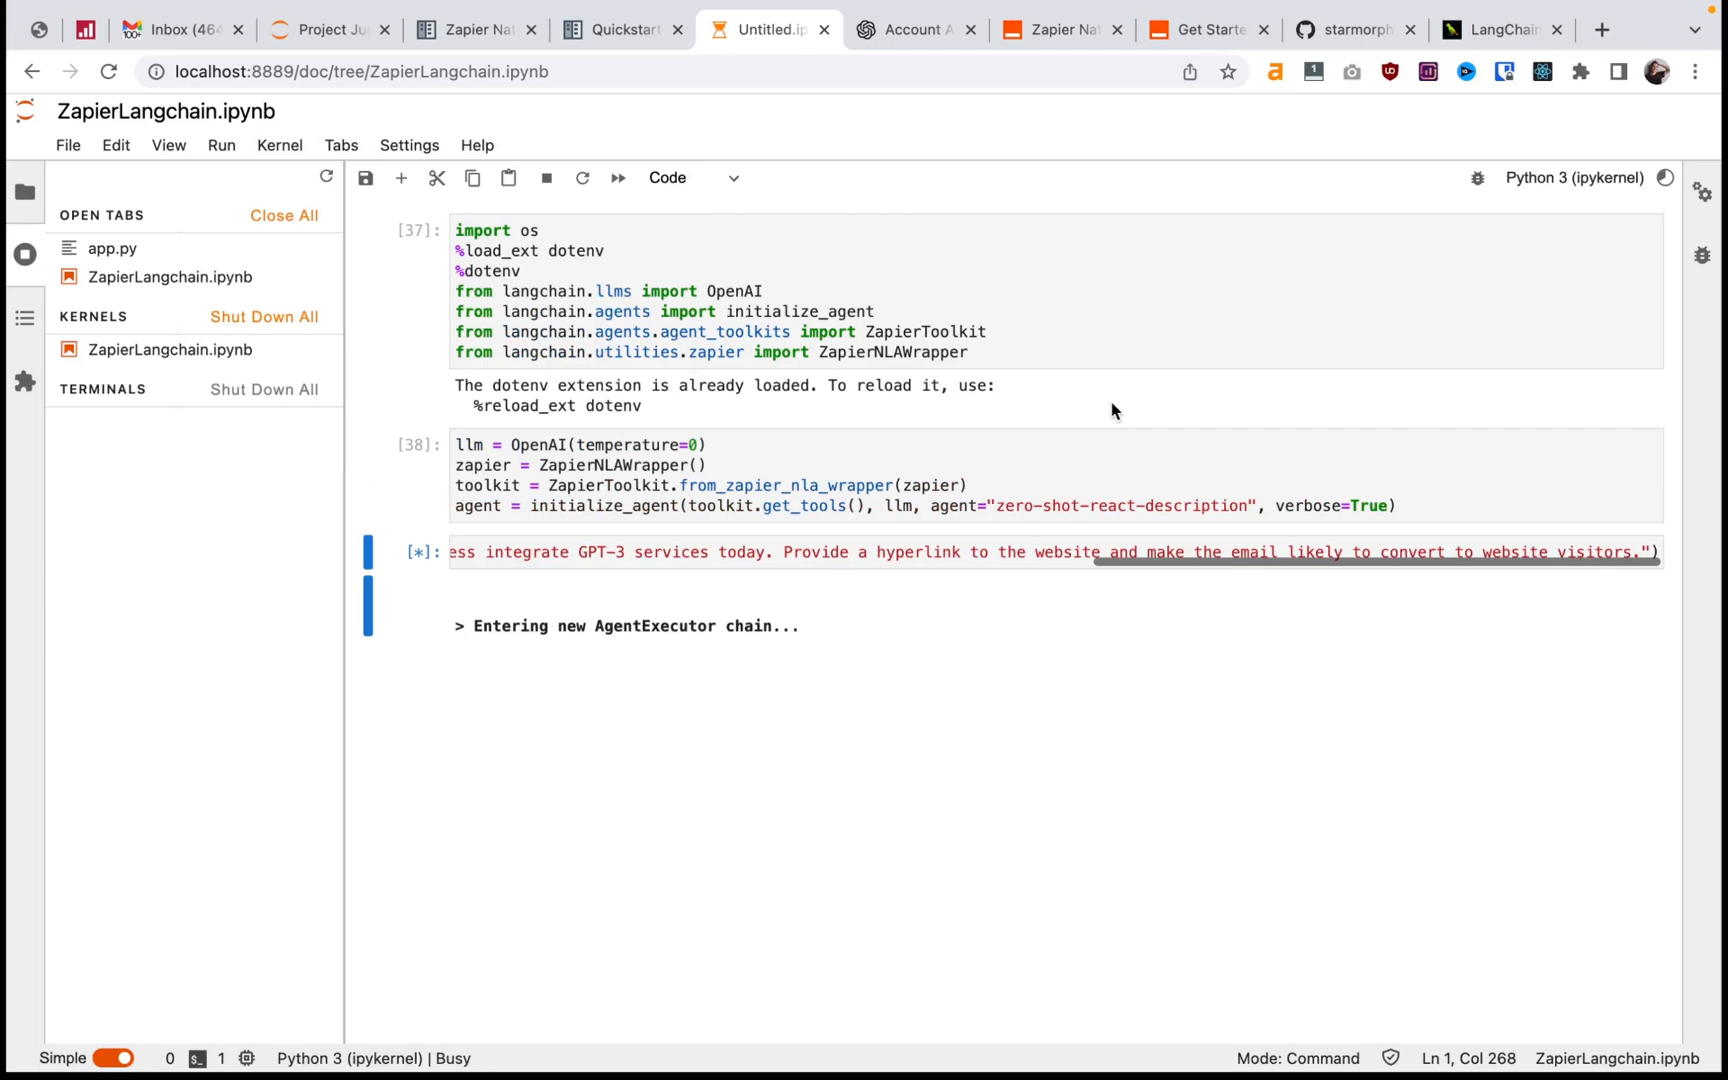 Inbox (464
Project Ju
Zapier Nat
Quickstart
Untitled.ip
Account A
Zapier Nat
Get Starte
starmorph
LangChain
localhost:8889/doc/tree/ZapierLangchain.ipynb
ZapierLangchain.ipynb
File Edit View Run Kernel Tabs Settings Help
Code
Python 3 (ipykernel)
OPEN TABS Close All
app.py
ZapierLangchain.ipynb
KERNELS Shut Down All
ZapierLangchain.ipynb
TERMINALS Shut Down All
[37]: import os
%load_ext dotenv
%dotenv
from langchain.llms import OpenAI
from langchain.agents import initialize_agent
from langchain.agents.agent_toolkits import ZapierToolkit
from langchain.utilities.zapier import ZapierNLAWrapper
The dotenv extension is already loaded. To reload it, use:
%reload_ext dotenv
[38]: llm = OpenAI(temperature=0)
zapier = ZapierNLAWrapper()
toolkit = ZapierToolkit.from_zapier_nla_wrapper(zapier)
agent = initialize_agent(toolkit.get_tools(), llm, agent="zero-shot-react-description", verbose=True)
[*]: ess integrate GPT-3 services today. Provide a hyperlink to the website and make the email likely to convert to website visitors.")
> Entering new AgentExecutor chain...
Simple 0 1 Python 3 (ipykernel) | Busy
Mode: Command Ln 1, Col 268 ZapierLangchain.ipynb